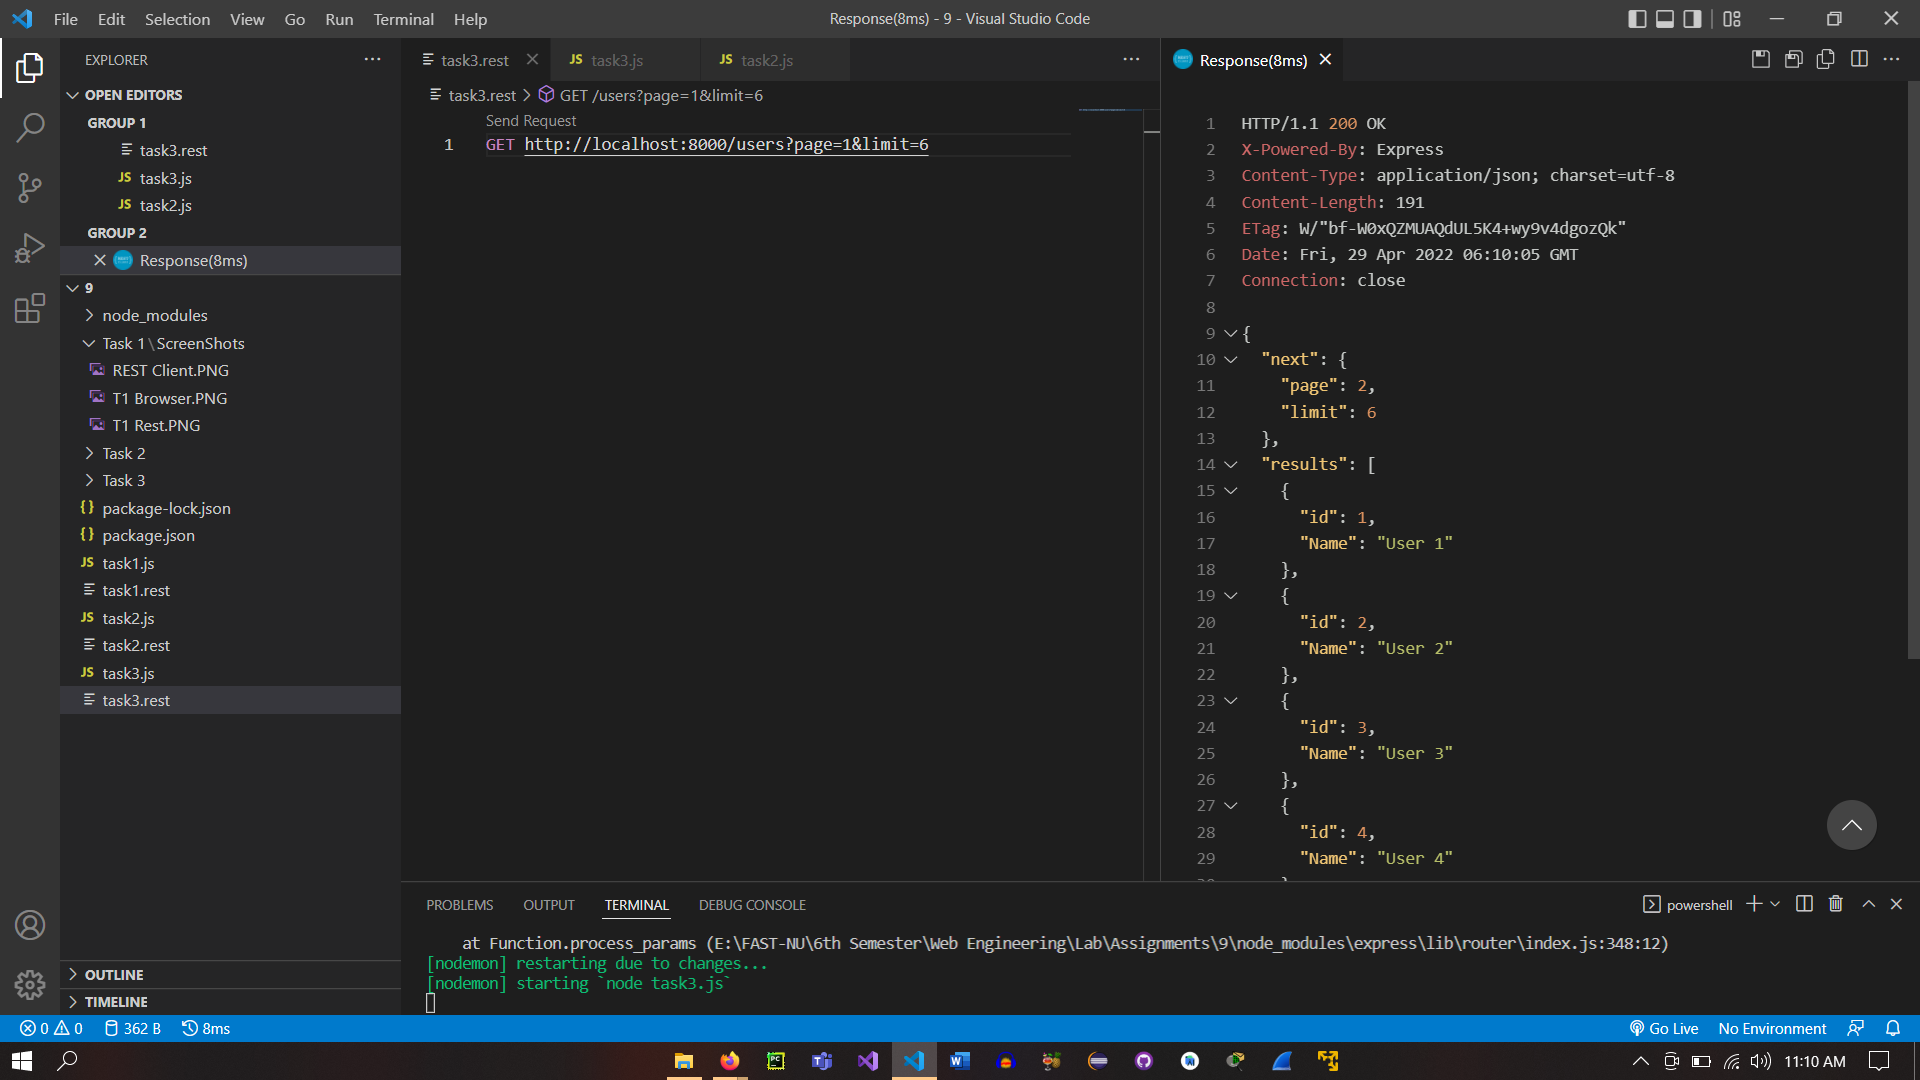 File Edit Selection View Go Run Terminal Help
Response(8ms) - 9 - Visual Studio Code
EXPLORER
OPEN EDITORS
GROUP 1
task3.rest
JS task3.js
JS task2.js
GROUP 2
Response(8ms)
9
node_modules
Task 1\ScreenShots
REST Client.PNG
T1 Browser.PNG
T1 Rest.PNG
Task 2
Task 3
{} package-lock.json
{} package.json
JS task1.js
task1.rest
JS task2.js
task2.rest
JS task3.js
task3.rest
OUTLINE
TIMELINE
task3.rest JS task3.js JS task2.js
task3.rest > GET /users?page=1&limit=6
Send Request
1 GET http://localhost:8000/users?page=1&limit=6
Response(8ms)
1 HTTP/1.1 200 OK
2 X-Powered-By: Express
3 Content-Type: application/json; charset=utf-8
4 Content-Length: 191
5 ETag: W/"bf-W0xQZMUAQdUL5K4+wy9v4dgozQk"
6 Date: Fri, 29 Apr 2022 06:10:05 GMT
7 Connection: close
8
9 {
10 "next": {
11 "page": 2,
12 "limit": 6
13 },
14 "results": [
15 {
16 "id": 1,
17 "Name": "User 1"
18 },
19 {
20 "id": 2,
21 "Name": "User 2"
22 },
23 {
24 "id": 3,
25 "Name": "User 3"
26 },
27 {
28 "id": 4,
29 "Name": "User 4"
PROBLEMS OUTPUT TERMINAL DEBUG CONSOLE
powershell
at Function.process_params (E:\FAST-NU\6th Semester\Web Engineering\Lab\Assignments\9\node_modules\express\lib\router\index.js:348:12)
[nodemon] restarting due to changes...
[nodemon] starting `node task3.js`
0 0 362 B 8ms
Go Live No Environment
11:10 AM